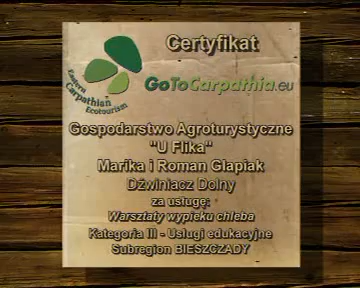 Certyfikat
Eastern
Carpathian
Ecotourism
GoToCarpathia.eu
Gospodarstwo Agroturystyczne
"U Flika"
Marika i Roman Glapiak
Dźwiniacz Dolny
za usługę:
Warsztaty wypieku chleba
Kategoria III - Usługi edukacyjne
Subregion BIESZCZADY